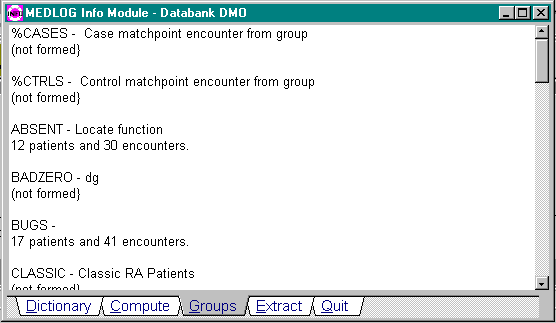 MEDLOG Info Module - Databank DMO
%CASES -  Case matchpoint encounter from group
(not formed}
%CTRLS -  Control matchpoint encounter from group
(not formed}
ABSENT - Locate function
12 patients and 30 encounters.
BADZERO - dg
(not formed}
BUGS -
17 patients and 41 encounters.
CLASSIC - Classic RA Patients
(not formed}
Dictionary Compute Groups Extract Quit